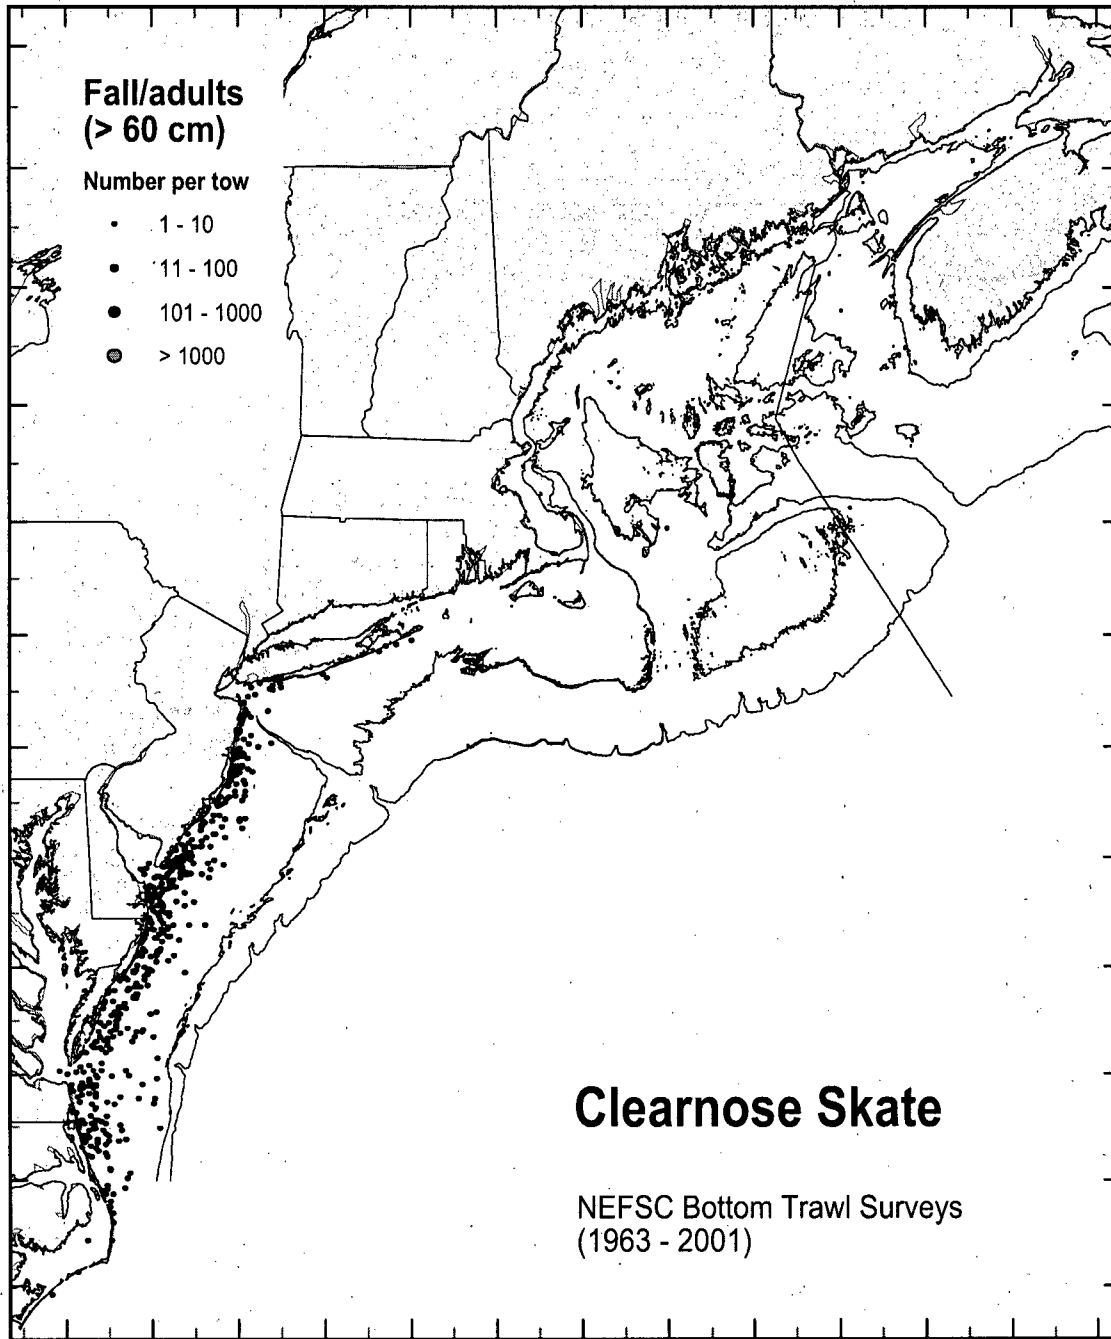 Fall/adults
(> 60 cm)
Number per tow
1 - 10
11 - 100
101 - 1000
> 1000
Clearnose Skate
NEFSC Bottom Trawl Surveys
(1963 - 2001)